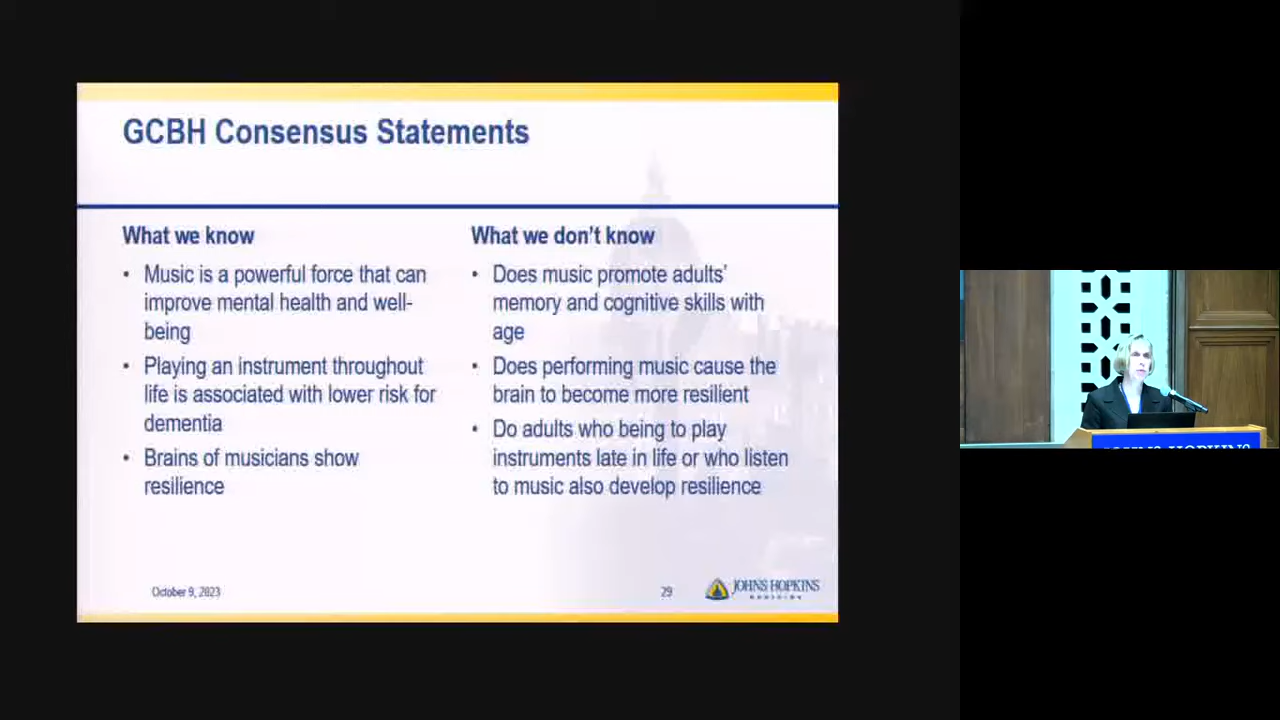 GCBH Consensus Statements
What we know
• Music is a powerful force that can
improve mental health and well-
being
• Playing an instrument throughout
life is associated with lower risk for
dementia
• Brains of musicians show
resilience
What we don't know
• Does music promote adults'
memory and cognitive skills with
age
• Does performing music cause the
brain to become more resilient
• Do adults who being to play
instruments late in life or who listen
to music also develop resilience
October 9, 2023
29
JOHNS HOPKINS
MEDICINE
JOHNS HOPKINS